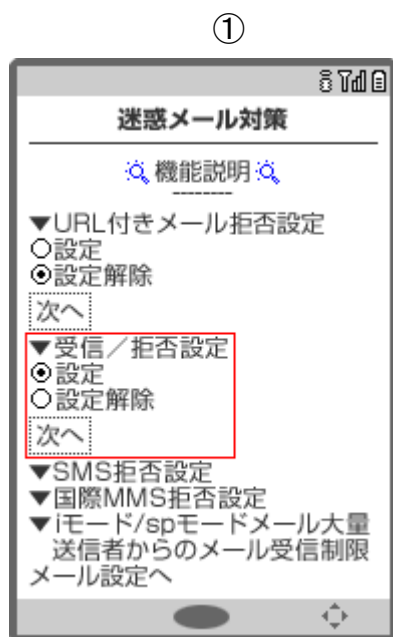 ①
迷惑メール対策
機能説明
▼URL付きメール拒否設定
○設定
⦿設定解除
次へ
▼受信／拒否設定
⦿設定
○設定解除
次へ
▼SMS拒否設定
▼国際MMS拒否設定
▼iモード/spモードメール大量
送信者からのメール受信制限
メール設定へ